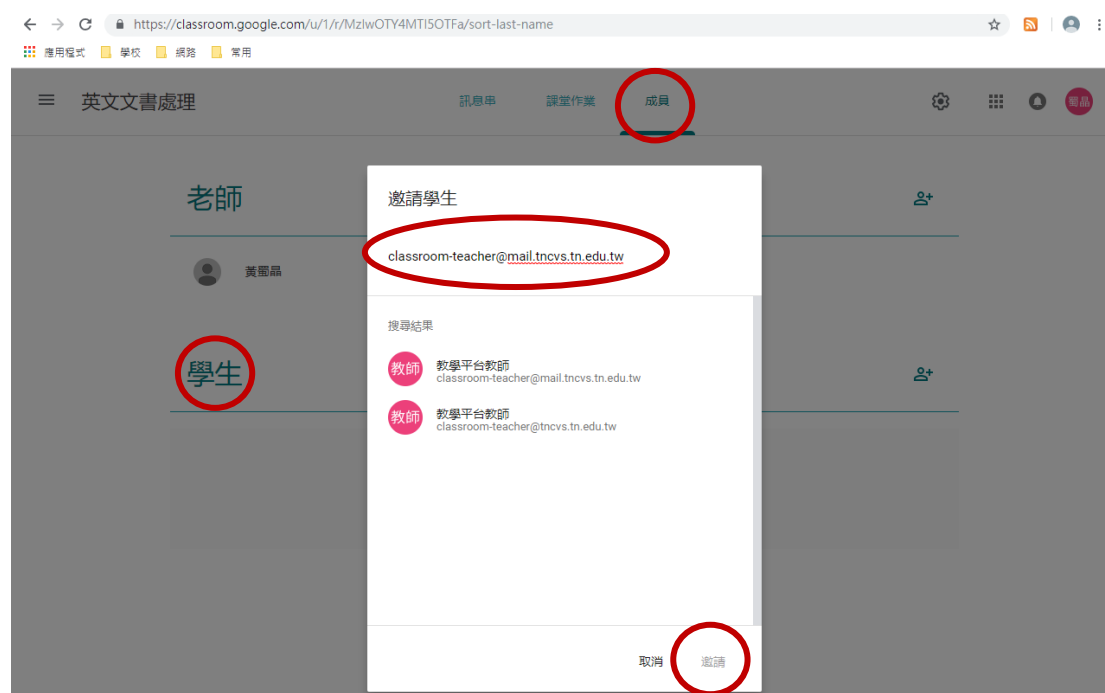 https://classroom.google.com/u/1/r/MzIwOTY4MTI5OTFa/sort-last-name
應用程式 學校 網路 常用
英文文書處理 訊息串 課堂作業 成員 蜀晶
老師
黃蜀晶
學生
邀請學生
classroom-teacher@mail.tncvs.tn.edu.tw
搜尋結果
教師 教學平台教師
classroom-teacher@mail.tncvs.tn.edu.tw
教師 教學平台教師
classroom-teacher@tncvs.tn.edu.tw
取消 邀請